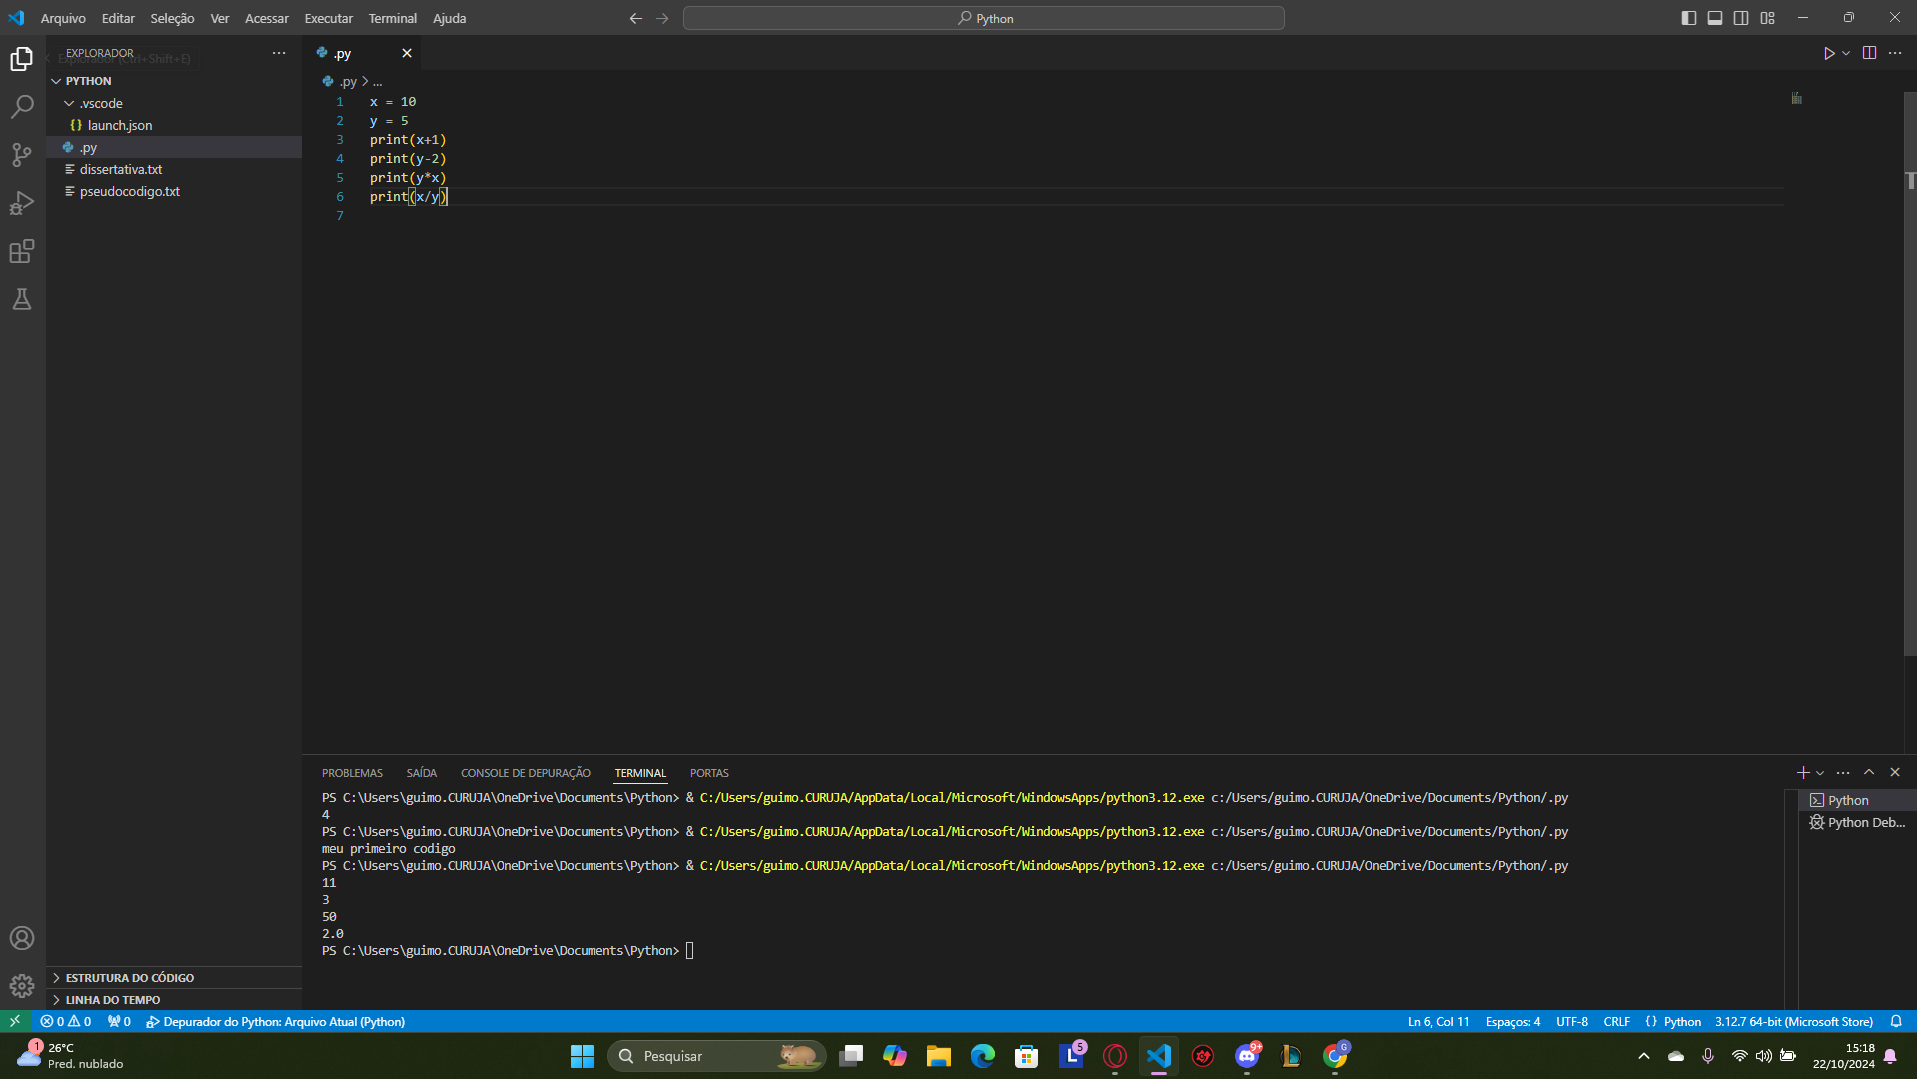 Arquivo Editar Seleção Ver Acessar Executar Terminal Ajuda
Python
EXPLORADOR
Explorador (Ctrl+Shift+E)
PYTHON
.vscode
{} launch.json
.py
dissertativa.txt
pseudocodigo.txt
ESTRUTURA DO CÓDIGO
LINHA DO TEMPO
.py
.py > ...
1 x = 10
2 y = 5
3 print(x+1)
4 print(y-2)
5 print(y*x)
6 print(x/y)
7
PROBLEMAS SAÍDA CONSOLE DE DEPURAÇÃO TERMINAL PORTAS
PS C:\Users\guimo.CURUJA\OneDrive\Documents\Python> & C:/Users/guimo.CURUJA/AppData/Local/Microsoft/WindowsApps/python3.12.exe c:/Users/guimo.CURUJA/OneDrive/Documents/Python/.py
4
PS C:\Users\guimo.CURUJA\OneDrive\Documents\Python> & C:/Users/guimo.CURUJA/AppData/Local/Microsoft/WindowsApps/python3.12.exe c:/Users/guimo.CURUJA/OneDrive/Documents/Python/.py
meu primeiro codigo
PS C:\Users\guimo.CURUJA\OneDrive\Documents\Python> & C:/Users/guimo.CURUJA/AppData/Local/Microsoft/WindowsApps/python3.12.exe c:/Users/guimo.CURUJA/OneDrive/Documents/Python/.py
11
3
50
2.0
PS C:\Users\guimo.CURUJA\OneDrive\Documents\Python>
Python
Python Deb...
0 0 0 Depurador do Python: Arquivo Atual (Python)
Ln 6, Col 11 Espaços: 4 UTF-8 CRLF {} Python 3.12.7 64-bit (Microsoft Store)
1
26°C
Pred. nublado
Pesquisar
L 5
9+
G
15:18
22/10/2024